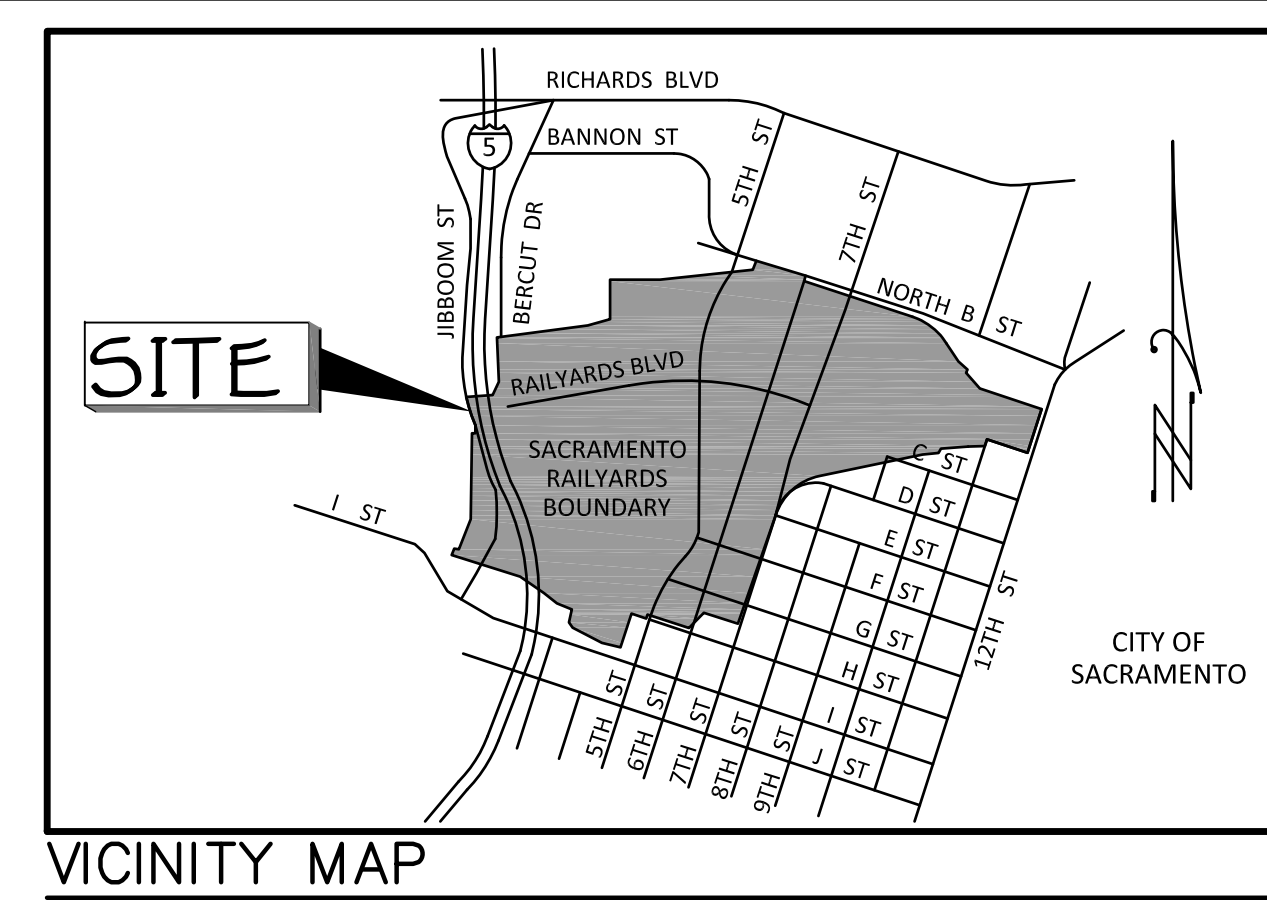 RICHARDS BLVD
BANNON ST
5
5TH ST
7TH ST
JIBBOOM ST
BERCUT DR
NORTH B ST
SITE
RAILYARDS BLVD
SACRAMENTO
RAILYARDS
BOUNDARY
I ST
C ST
D ST
E ST
F ST
G ST
H ST
I ST
J ST
12TH ST
N
CITY OF
SACRAMENTO
5TH ST
6TH ST
7TH ST
8TH ST
9TH ST
VICINITY MAP